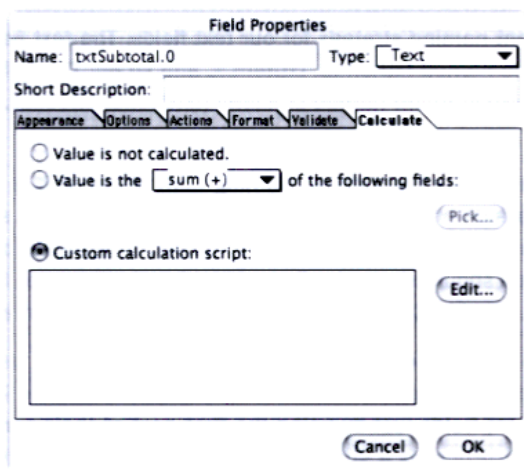 Field Properties
Name: txtSubtotal.0 Type: Text
Short Description:
Appearance Options Actions Format Validate Calculate
Value is not calculated.
Value is the sum (+) of the following fields:
Pick...
Custom calculation script:
Edit...
Cancel OK